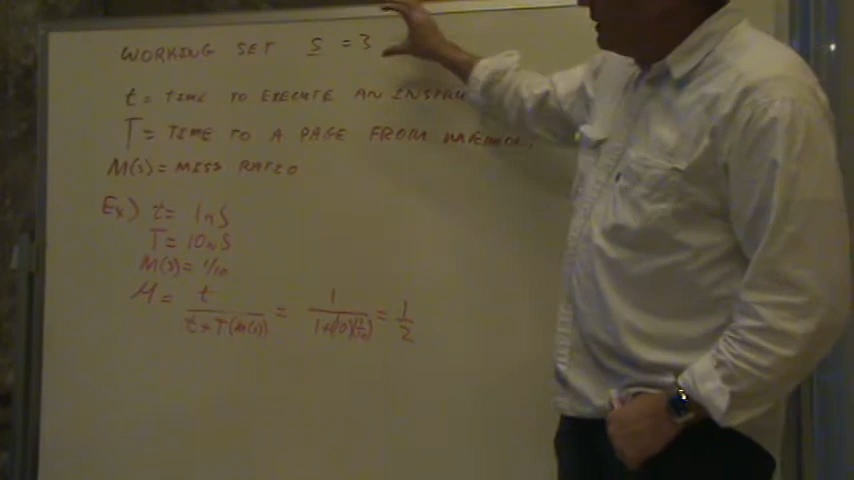 WORKING SET S = 3
t = TIME TO EXECUTE AN INSTRU
T = TIME TO A PAGE FROM
M(S) = MISS RATIO
Ex) t = 1nS
T = 10nS
M(S) = 1/10
M = t / t + T(M(S)) = 1 / 1+(10)(1/10) = 1/2